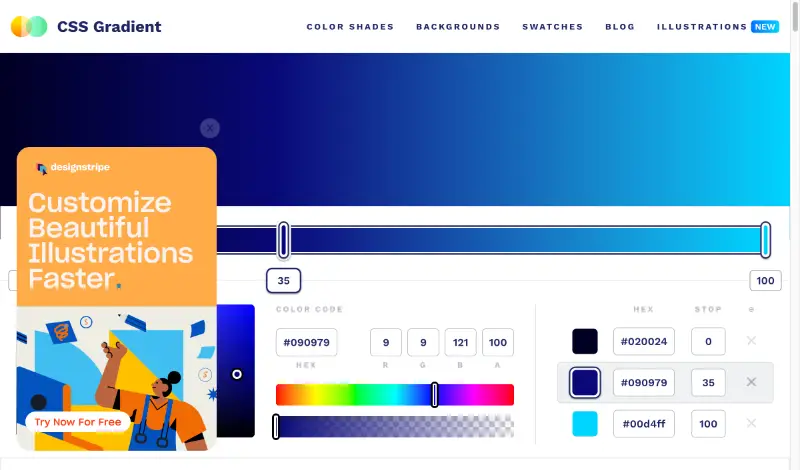 CSS Gradient
COLOR SHADES
BACKGROUNDS
SWATCHES
BLOG
ILLUSTRATIONS NEW
X
designstripe
Customize
Beautiful
Illustrations
Faster.
Try Now For Free
35
100
COLOR CODE
#090979
9
9
121
100
HEX
R
G
B
A
HEX
STOP
#020024
0
#090979
35
#00d4ff
100